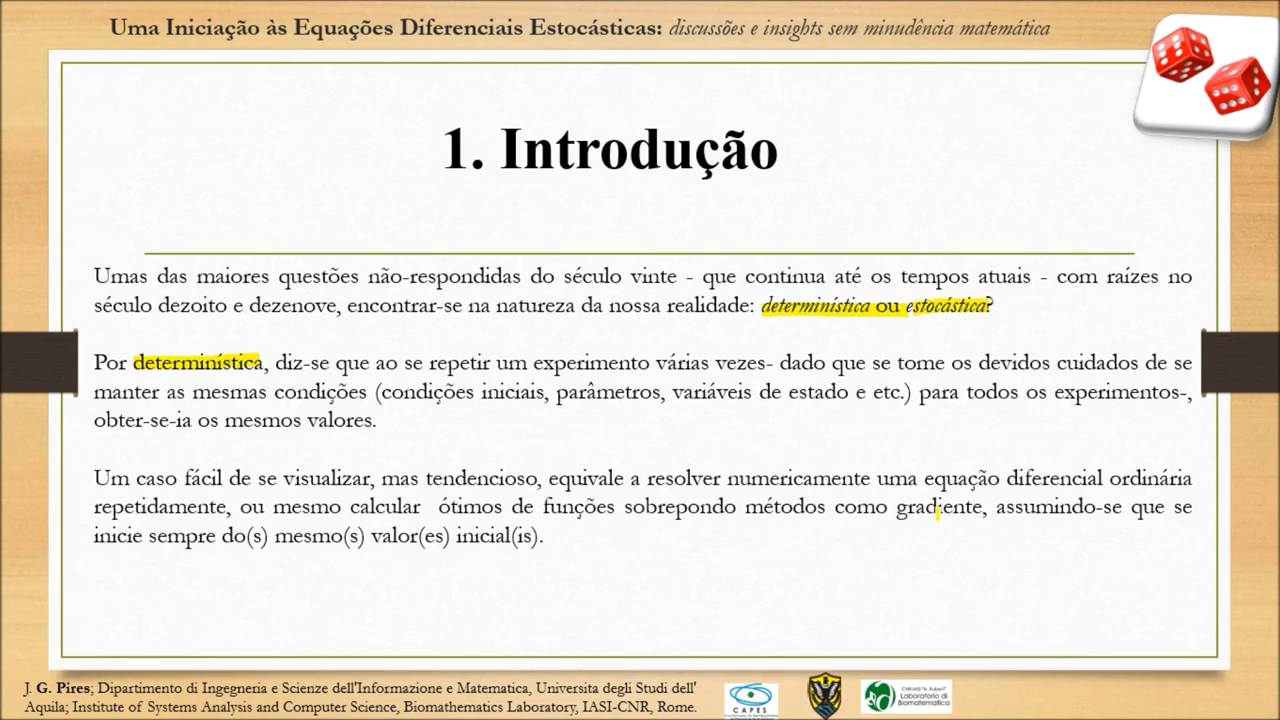 Uma Iniciação às Equações Diferenciais Estocásticas: discussões e insights sem minudência matemática
1. Introdução
Umas das maiores questões não-respondidas do século vinte - que continua até os tempos atuais - com raízes no
século dezoito e dezenove, encontrar-se na natureza da nossa realidade: determinística ou estocástica?
Por determinística, diz-se que ao se repetir um experimento várias vezes- dado que se tome os devidos cuidados de se
manter as mesmas condições (condições iniciais, parâmetros, variáveis de estado e etc.) para todos os experimentos-,
obter-se-ia os mesmos valores.
Um caso fácil de se visualizar, mas tendencioso, equivale a resolver numericamente uma equação diferencial ordinária
repetidamente, ou mesmo calcular ótimos de funções sobrepondo métodos como gradiente, assumindo-se que se
inicie sempre do(s) mesmo(s) valor(es) inicial(is).
J. G. Pires; Dipartimento di Ingegneria e Scienze dell'Informazione e Matematica, Universita degli Studi dell'
Aquila; Institute of Systems Analysis and Computer Science, Biomathematics Laboratory, IASI-CNR, Rome.
CAPES
Laboratorio di
Biomatematica